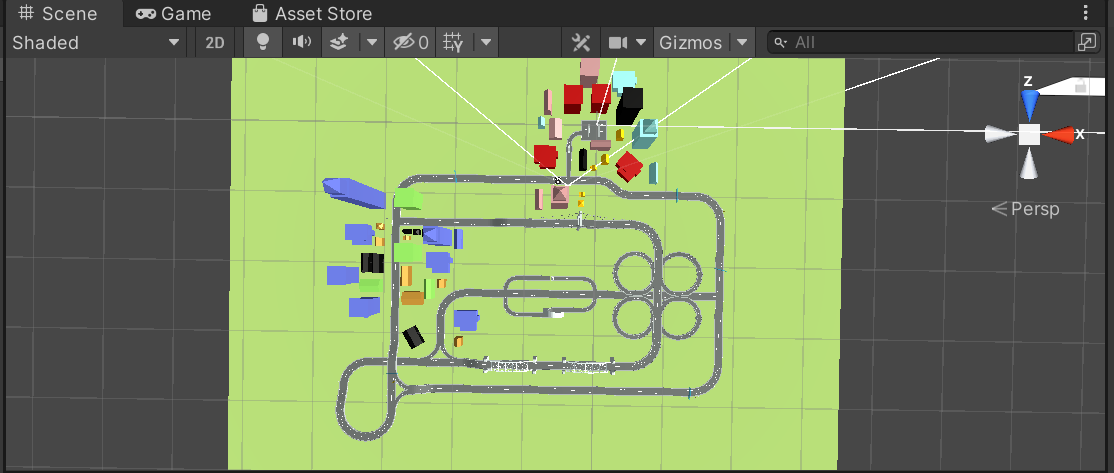 Scene Game Asset Store
Shaded 2D 0 Gizmos All
Z
X
Persp